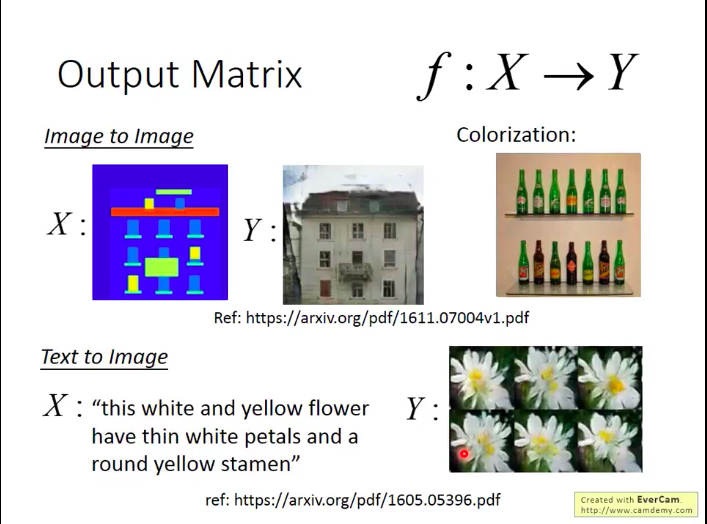 Output Matrix
f : X → Y
Image to Image
Colorization:
X :
Y :
Ref: https://arxiv.org/pdf/1611.07004v1.pdf
Text to Image
X : “this white and yellow flower
have thin white petals and a
round yellow stamen”
Y :
ref: https://arxiv.org/pdf/1605.05396.pdf
Created with EverCam.
http://www.camdemy.com